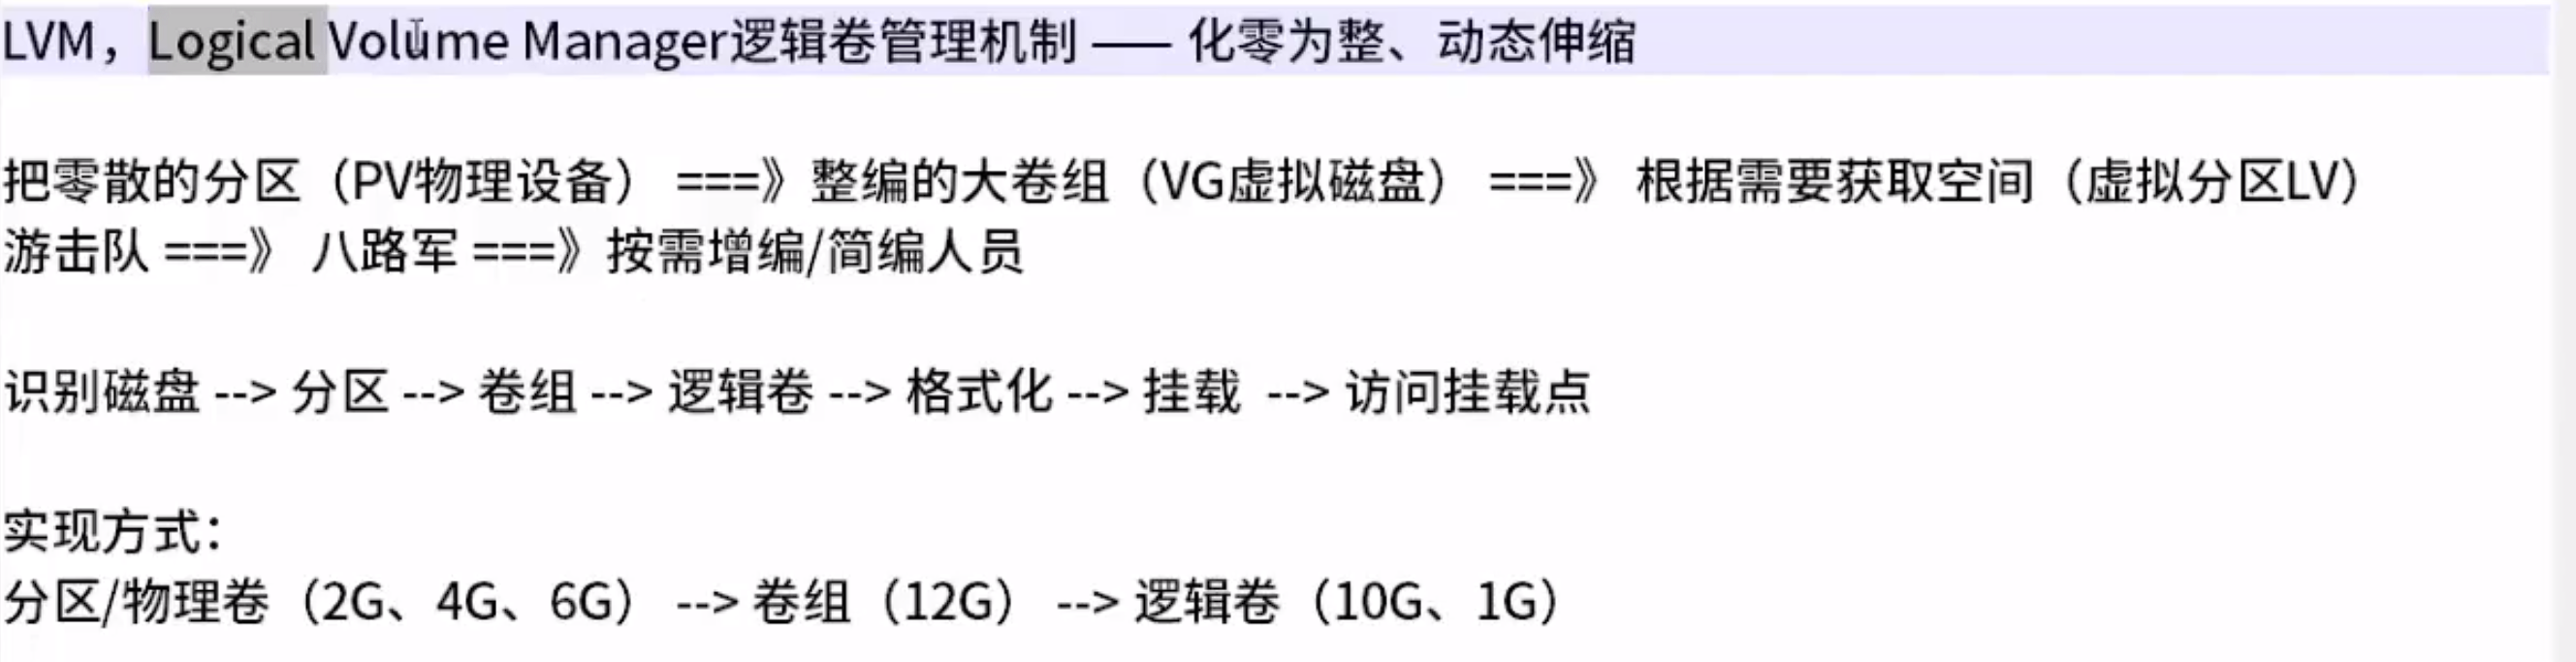 LVM，Logical Volume Manager逻辑卷管理机制 —— 化零为整、动态伸缩
把零散的分区（PV物理设备） ===》整编的大卷组（VG虚拟磁盘） ===》 根据需要获取空间（虚拟分区LV）
游击队 ===》 八路军 ===》按需增编/简编人员
识别磁盘 --> 分区 --> 卷组 --> 逻辑卷 --> 格式化 --> 挂载 --> 访问挂载点
实现方式：
分区/物理卷（2G、4G、6G） --> 卷组（12G） --> 逻辑卷（10G、1G）